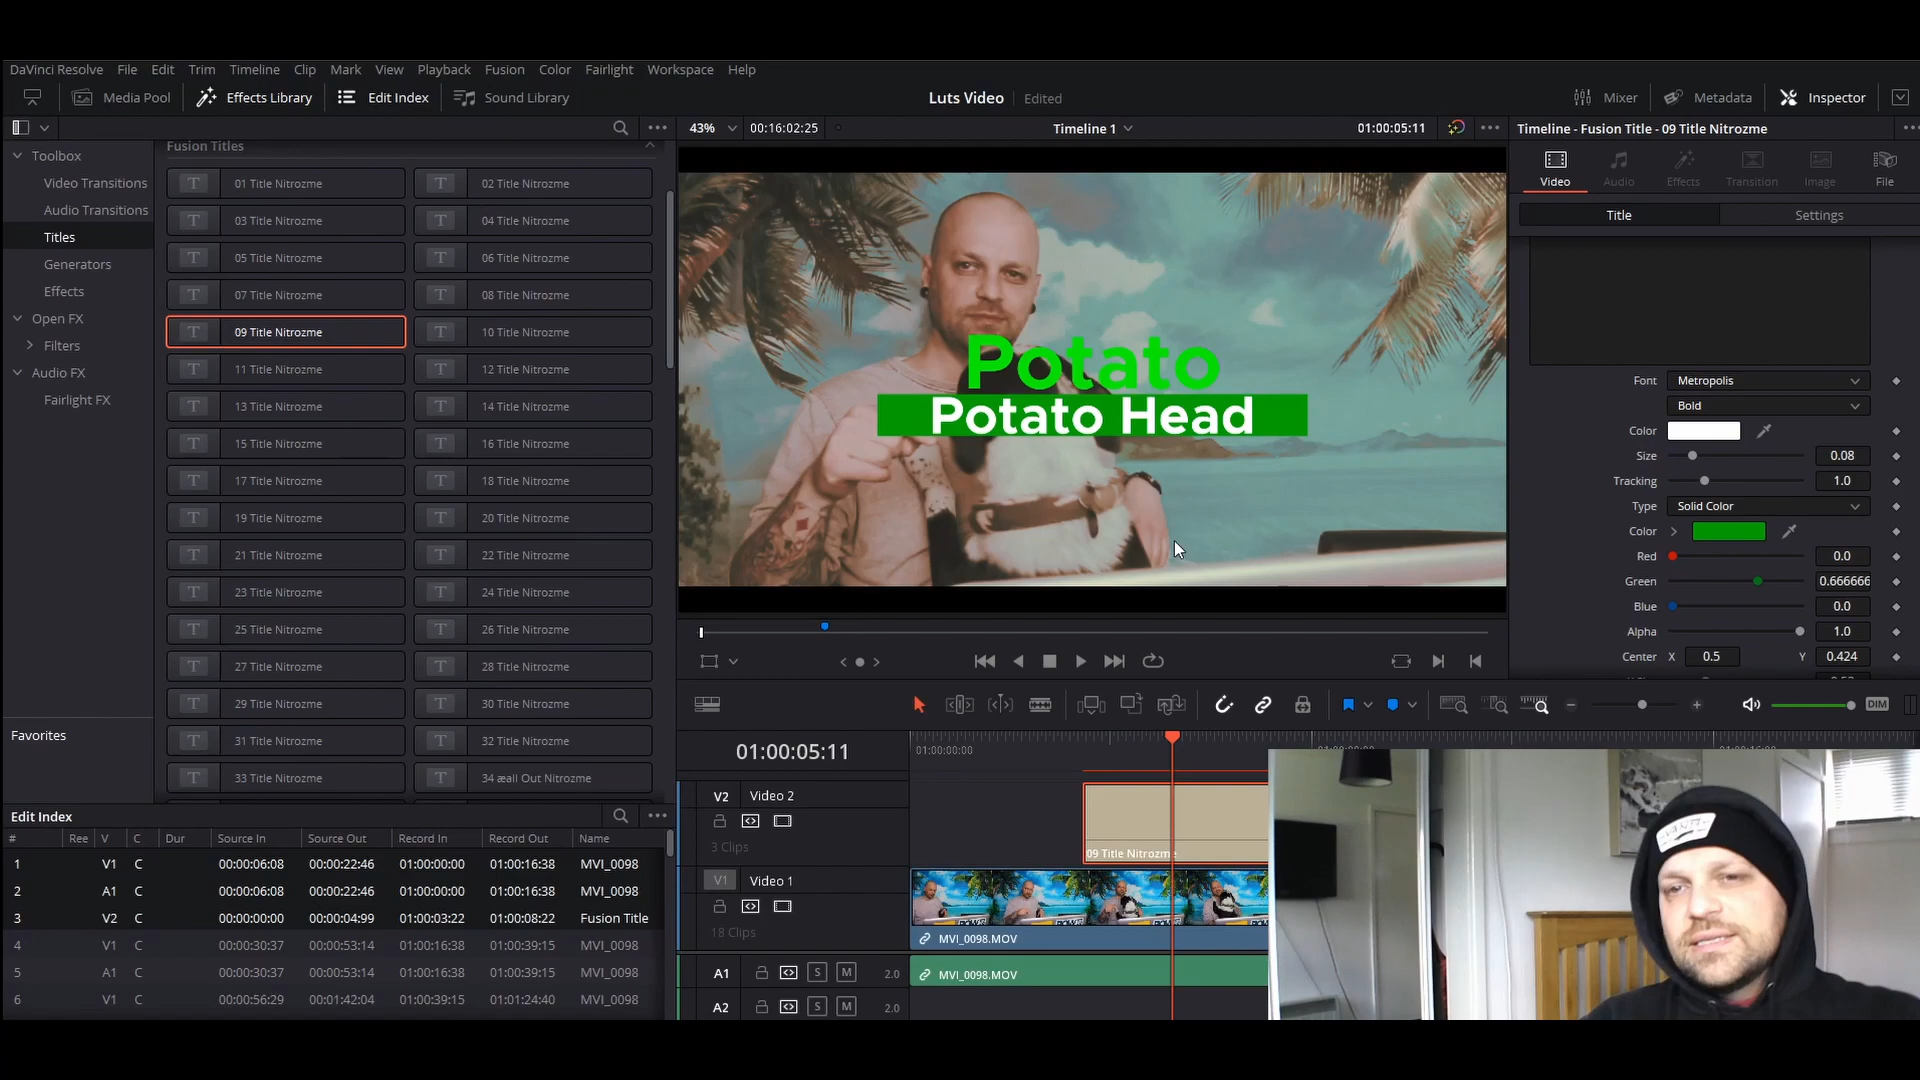 DaVinci Resolve File Edit Trim Timeline Clip Mark View Playback Fusion Color Fairlight Workspace Help
Media Pool Effects Library Edit Index Sound Library Luts Video Edited Mixer Metadata Inspector
43% 00:16:02:25 Timeline 1 01:00:05:11 Timeline - Fusion Title - 09 Title Nitrozme
Toolbox
Video Transitions
Audio Transitions
Titles
Generators
Effects
Open FX
Filters
Audio FX
Fairlight FX
Favorites
Fusion Titles
01 Title Nitrozme 02 Title Nitrozme
03 Title Nitrozme 04 Title Nitrozme
05 Title Nitrozme 06 Title Nitrozme
07 Title Nitrozme 08 Title Nitrozme
09 Title Nitrozme 10 Title Nitrozme
11 Title Nitrozme 12 Title Nitrozme
13 Title Nitrozme 14 Title Nitrozme
15 Title Nitrozme 16 Title Nitrozme
17 Title Nitrozme 18 Title Nitrozme
19 Title Nitrozme 20 Title Nitrozme
21 Title Nitrozme 22 Title Nitrozme
23 Title Nitrozme 24 Title Nitrozme
25 Title Nitrozme 26 Title Nitrozme
27 Title Nitrozme 28 Title Nitrozme
29 Title Nitrozme 30 Title Nitrozme
31 Title Nitrozme 32 Title Nitrozme
33 Title Nitrozme 34 æall Out Nitrozme
Potato
Potato Head
Video Audio Effects Transition Image File
Title Settings
Font Metropolis
Bold
Color
Size 0.08
Tracking 1.0
Type Solid Color
Color
Red 0.0
Green 0.666666
Blue 0.0
Alpha 1.0
Center X 0.5 Y 0.424
DIM
Edit Index
# Ree V C Dur Source In Source Out Record In Record Out Name
1 V1 C 00:00:06:08 00:00:22:46 01:00:00:00 01:00:16:38 MVI_0098
2 A1 C 00:00:06:08 00:00:22:46 01:00:00:00 01:00:16:38 MVI_0098
3 V2 C 00:00:00:00 00:00:04:99 01:00:03:22 01:00:08:22 Fusion Title
4 V1 C 00:00:30:37 00:00:53:14 01:00:16:38 01:00:39:15 MVI_0098
5 A1 C 00:00:30:37 00:00:53:14 01:00:16:38 01:00:39:15 MVI_0098
6 V1 C 00:00:56:29 00:01:42:04 01:00:39:15 01:01:24:40 MVI_0098
01:00:05:11 01:00:00:00
V2 Video 2
3 Clips
09 Title Nitrozme
V1 Video 1
18 Clips
MVI_0098.MOV
A1 S M 2.0 MVI_0098.MOV
A2 S M 2.0